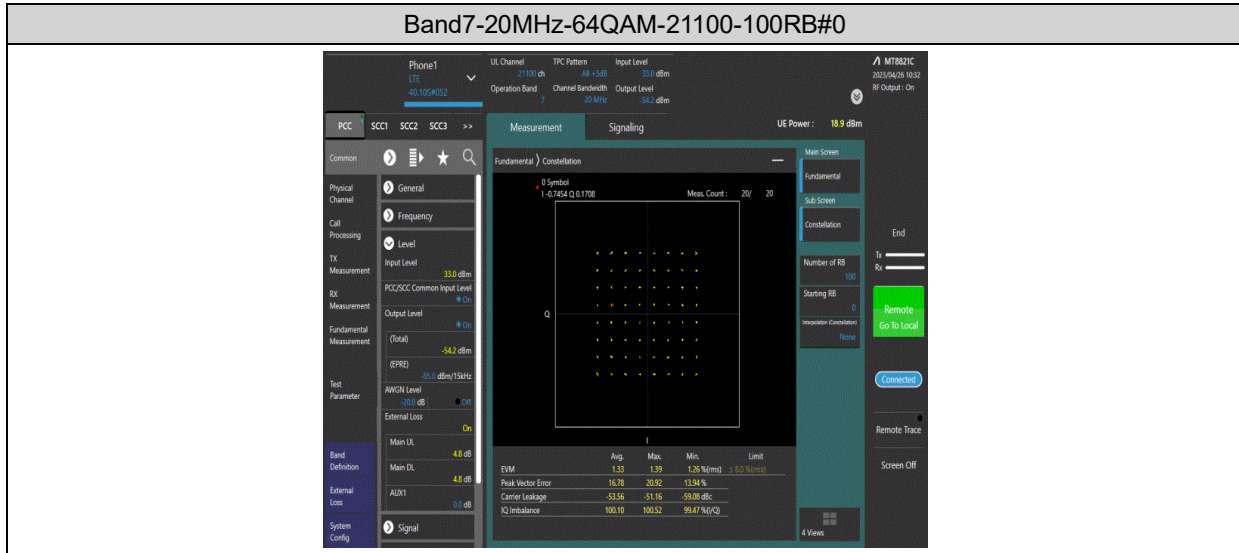 Band7-20MHz-64QAM-21100-100RB#0
Phone1
LTE
40.10S#052
UL Channel TPC Pattern Input Level
21100 ch All +3dB 33.0 dBm
Operation Band Channel Bandwidth Output Level
7 20 MHz -54.2 dBm
MT8821C
2023/04/26 10:32
RF Output : On
PCC SCC1 SCC2 SCC3 >>
Measurement Signaling
UE Power : 18.9 dBm
Common
Physical
Channel
Call
Processing
TX
Measurement
RX
Measurement
Fundamental
Measurement
Test
Parameter
Band
Definition
External
Loss
System
Config
General
Frequency
Level
Input Level
33.0 dBm
PCC/SCC Common Input Level
On
Output Level
On
(Total)
-54.2 dBm
(EPRE)
-85.0 dBm/15kHz
AWGN Level
-20.0 dB Off
External Loss
On
Main UL
4.8 dB
Main DL
4.8 dB
AUX1
0.0 dB
Signal
Fundamental Constellation
0 Symbol
I -0.7454 Q 0.1708 Meas. Count : 20/ 20
Q
I
Avg. Max. Min. Limit
EVM 1.33 1.39 1.26 %(rms) ≤ 8.0 %(rms)
Peak Vector Error 16.78 20.92 13.94 %
Carrier Leakage -53.56 -51.16 -59.08 dBc
IQ Imbalance 100.10 100.52 99.47 %(I/Q)
Main Screen
Fundamental
Sub Screen
Constellation
Number of RB
100
Starting RB
0
Interpolation (Constellation)
None
4 Views
End
Tx
Rx
Remote
Go To Local
Connected
Remote Trace
Screen Off